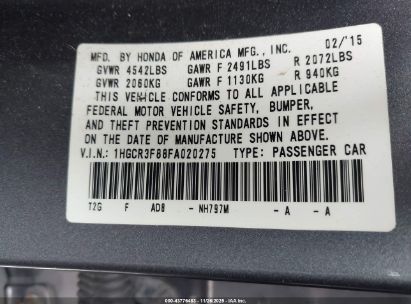 MFD. BY HONDA OF AMERICA MFG., INC. 02/'15
GVWR 4542LBS GAWR F 2491LBS R 2072LBS
GVWR 2060KG GAWR F 1130KG R 940KG
THIS VEHICLE CONFORMS TO ALL APPLICABLE
FEDERAL MOTOR VEHICLE SAFETY, BUMPER,
AND THEFT PREVENTION STANDARDS IN EFFECT
ON THE DATE OF MANUFACTURE SHOWN ABOVE.
V.I.N.: 1HGCR3F88FA020275 TYPE: PASSENGER CAR
T2G F AD8 - NH797M - A - A